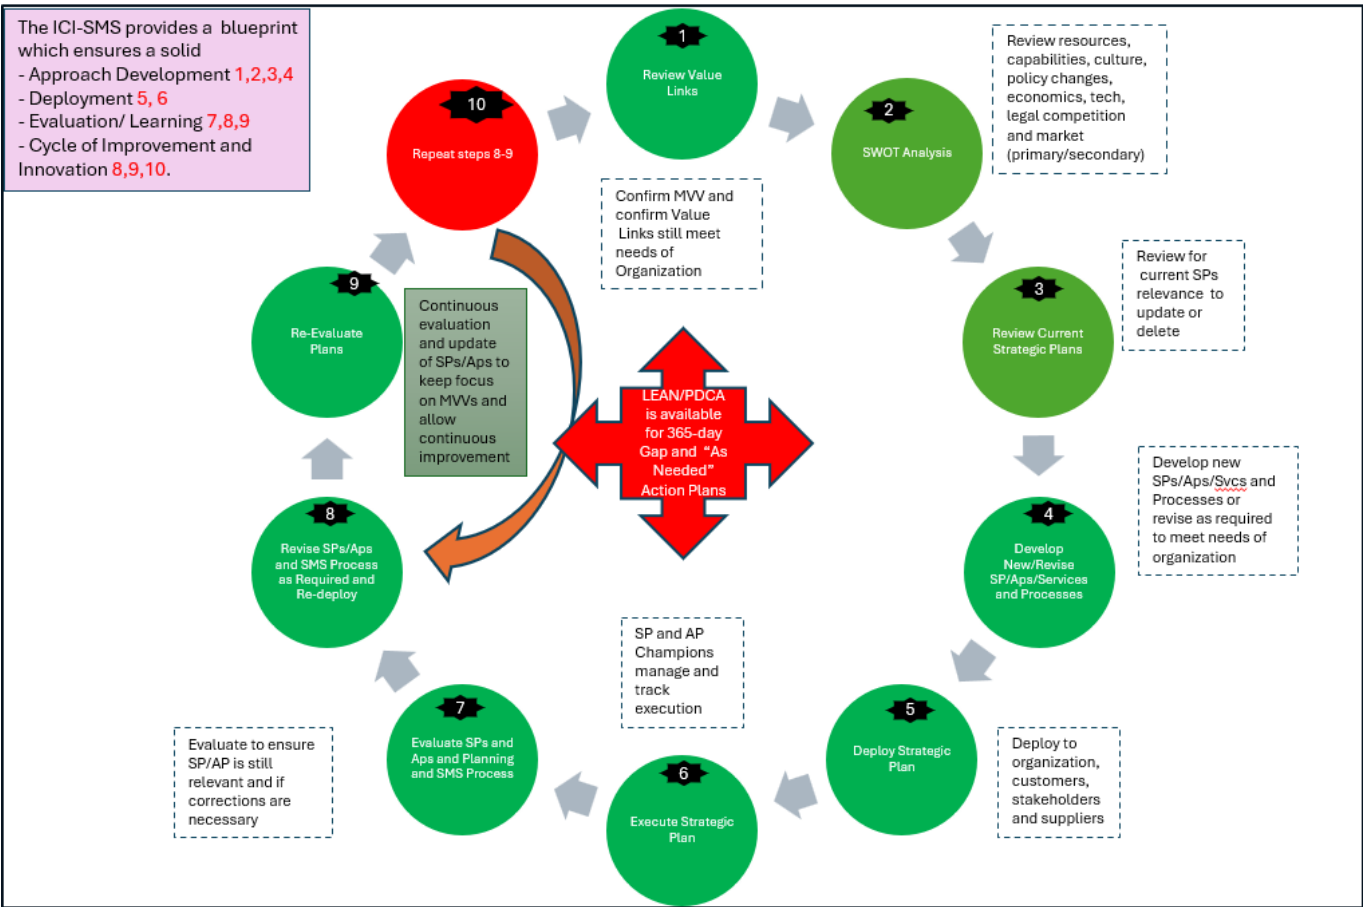 The ICI-SMS provides a blueprint
which ensures a solid
- Approach Development 1,2,3,4
- Deployment 5, 6
- Evaluation/ Learning 7,8,9
- Cycle of Improvement and
Innovation 8,9,10.
1
Review Value
Links
Confirm MVV and
confirm Value
Links still meet
needs of
Organization
2
SWOT Analysis
Review resources,
capabilities, culture,
policy changes,
economics, tech,
legal competition
and market
(primary/secondary)
3
Review Current
Strategic Plans
Review for
current SPs
relevance to
update or
delete
4
Develop
New/Revise
SP/Aps/Services
and Processes
Develop new
SPs/Aps/Svcs and
Processes or
revise as required
to meet needs of
organization
5
Deploy Strategic
Plan
Deploy to
organization,
customers,
stakeholders
and suppliers
6
Execute Strategic
Plan
SP and AP
Champions
manage and
track
execution
7
Evaluate SPs and
Aps and Planning
and SMS Process
Evaluate to ensure
SP/AP is still
relevant and if
corrections are
necessary
8
Revise SPs/Aps
and SMS Process
as Required and
Re-deploy
9
Re-Evaluate
Plans
10
Repeat steps 8-9
Continuous
evaluation
and update
of SPs/Aps to
keep focus
on MVVs and
allow
continuous
improvement
LEAN/PDCA
is available
for 365-day
Gap and “As
Needed”
Action Plans